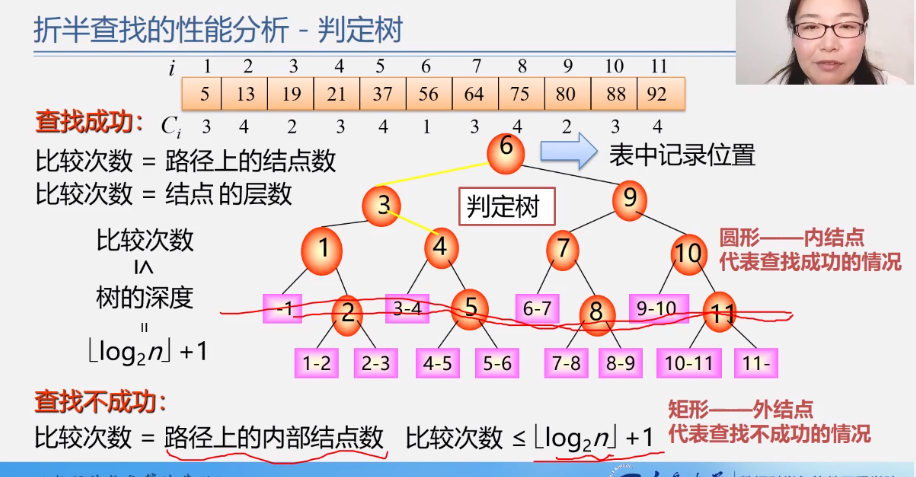 折半查找的性能分析 - 判定树
i 1 2 3 4 5 6 7 8 9 10 11
5 13 19 21 37 56 64 75 80 88 92
查找成功: Ci 3 4 2 3 4 1 3 4 2 3 4
比较次数 = 路径上的结点数
比较次数 = 结点的层数
6
表中记录位置
3 9
判定树
1 4 7 10
圆形——内结点
代表查找成功的情况
比较次数
≤
树的深度
=
⌊log₂n⌋ +1
-1 2 3-4 5 6-7 8 9-10 11
1-2 2-3 4-5 5-6 7-8 8-9 10-11 11-
查找不成功:
比较次数 = 路径上的内部结点数 比较次数 ≤ ⌊log₂n⌋ +1
矩形——外结点
代表查找不成功的情况